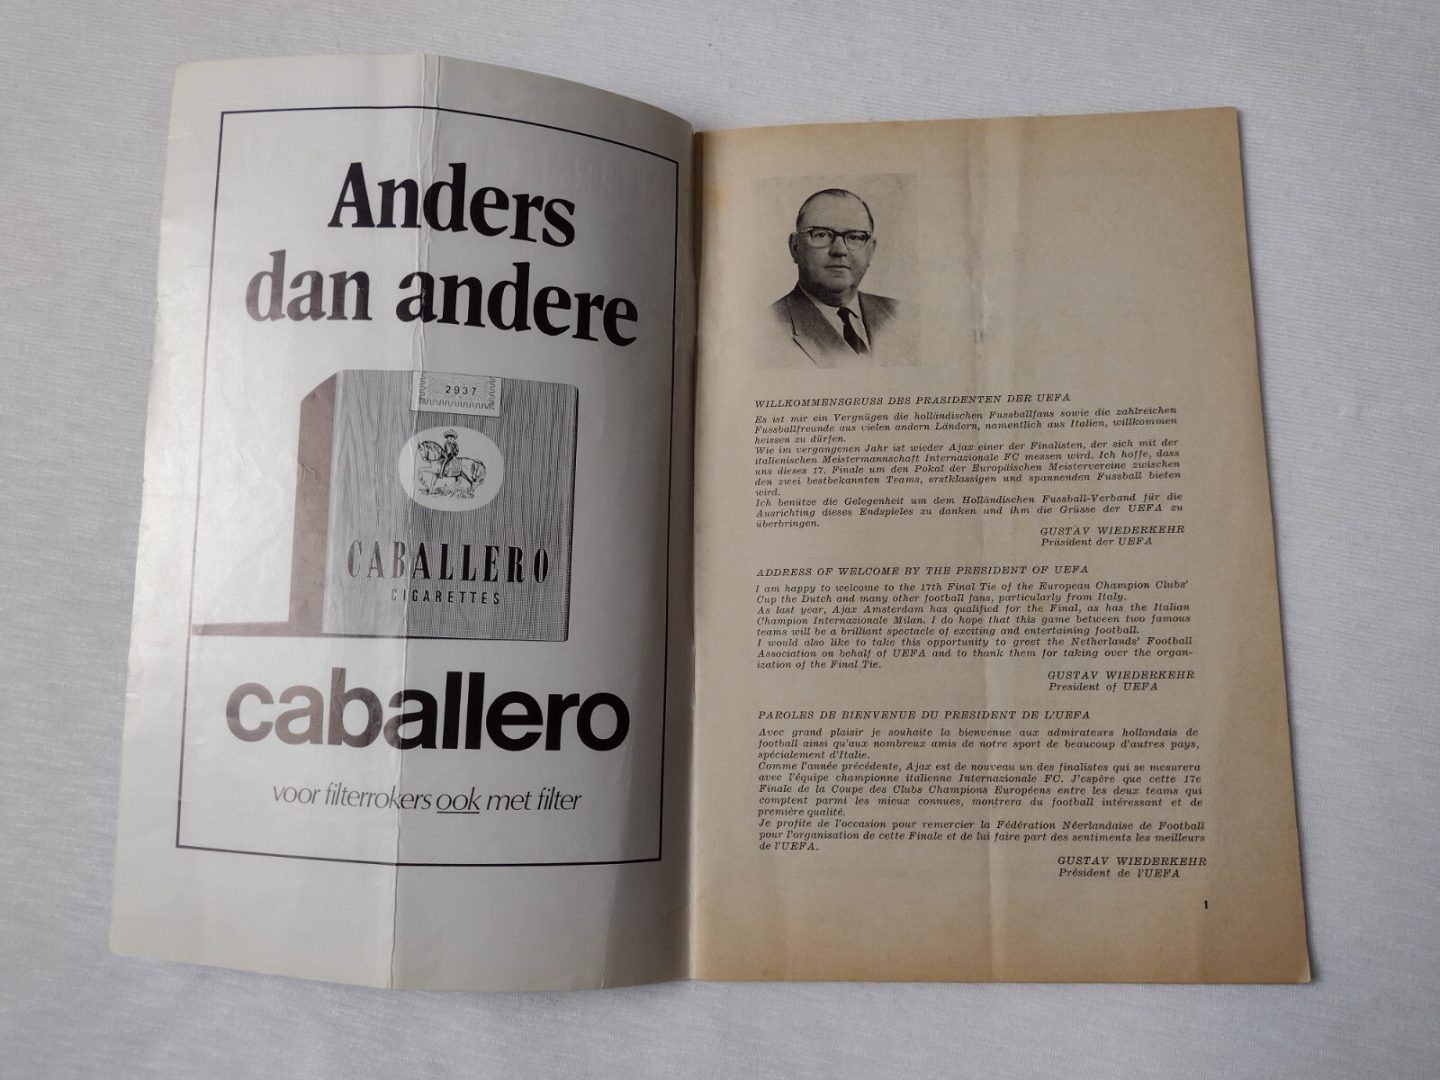 Anders
dan andere
2937
CABALLERO
CIGARETTES
caballero
voor filterrokers ook met filter
WILLKOMMENSGRUSS DES PRÄSIDENTEN DER UEFA
Es ist mir ein Vergnügen die holländischen Fussballfans sowie die zahlreichen
Fussballfreunde aus vielen andern Ländern, namentlich aus Italien, willkommen
heissen zu dürfen.
Wie im vergangenen Jahr ist wieder Ajax einer der Finalisten, der sich mit der
italienischen Meistermannschaft Internazionale FC messen wird. Ich hoffe, dass
uns dieses 17. Finale um den Pokal der Europäischen Meistervereine zwischen
den zwei bestbekannten Teams, erstklassigen und spannenden Fussball bieten
wird.
Ich benütze die Gelegenheit um dem Holländischen Fussball-Verband für die
Ausrichting dieses Endspieles zu danken und ihm die Grüsse der UEFA zu
überbringen.
GUSTAV WIEDERKEHR
Präsident der UEFA
ADDRESS OF WELCOME BY THE PRESIDENT OF UEFA
I am happy to welcome to the 17th Final Tie of the European Champion Clubs'
Cup the Dutch and many other football fans, particularly from Italy.
As last year, Ajax Amsterdam has qualified for the Final, as has the Italian
Champion Internazionale Milan. I do hope that this game between two famous
teams will be a brilliant spectacle of exciting and entertaining football.
I would also like to take this opportunity to greet the Netherlands' Football
Association on behalf of UEFA and to thank them for taking over the organ-
ization of the Final Tie.
GUSTAV WIEDERKEHR
President of UEFA
PAROLES DE BIENVENUE DU PRESIDENT DE L'UEFA
Avec grand plaisir je souhaite la bienvenue aux admirateurs hollandais de
football ainsi qu'aux nombreux amis de notre sport de beaucoup d'autres pays,
spécialement d'Italie.
Comme l'année précédente, Ajax est de nouveau un des finalistes qui se mesurera
avec l'équipe championne italienne Internazionale FC. J'espère que cette 17e
Finale de la Coupe des Clubs Champions Européens entre les deux teams qui
comptent parmi les mieux connues, montrera du football intéressant et de
première qualité.
Je profite de l'occasion pour remercier la Fédération Néerlandaise de Football
pour l'organisation de cette Finale et de lui faire part des sentiments les meilleurs
de l'UEFA.
GUSTAV WIEDERKEHR
Président de l'UEFA
1